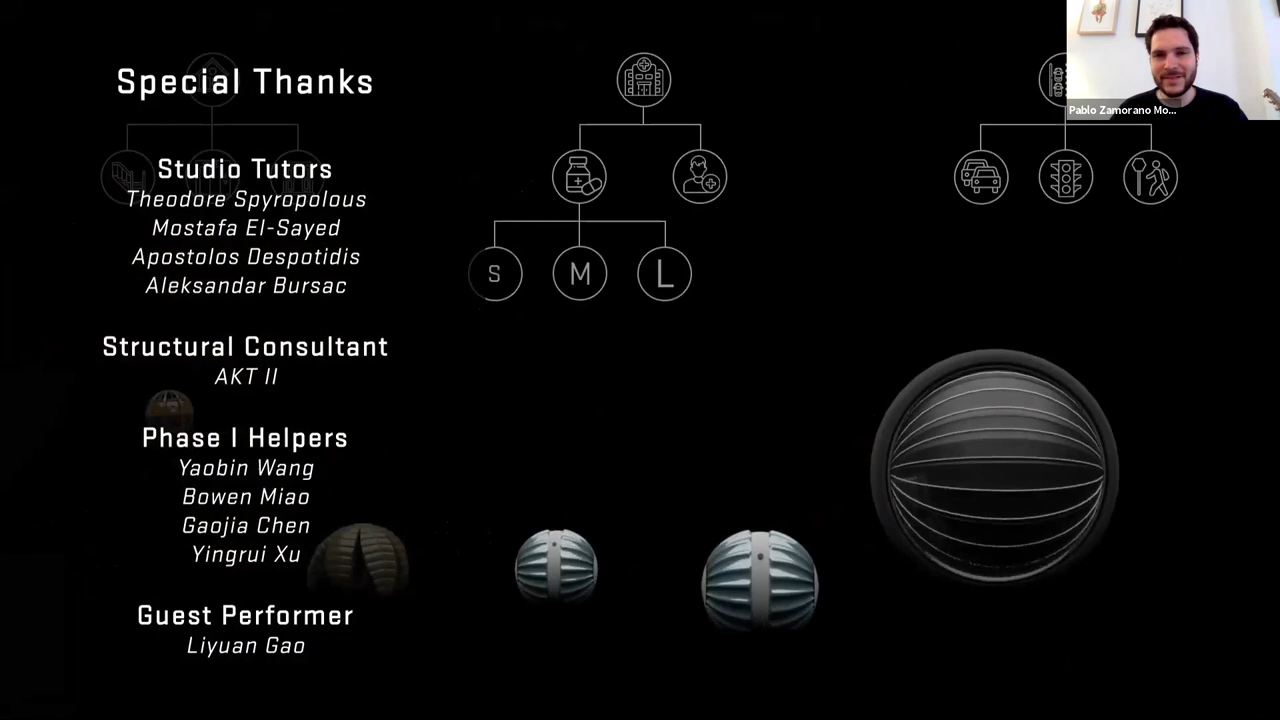 Special Thanks
Studio Tutors
Theodore Spyropolous
Mostafa El-Sayed
Apostolos Despotidis
Aleksandar Bursac
Structural Consultant
AKT II
Phase I Helpers
Yaobin Wang
Bowen Miao
Gaojia Chen
Yingrui Xu
Guest Performer
Liyuan Gao
S M L
Pablo Zamorano Mo...